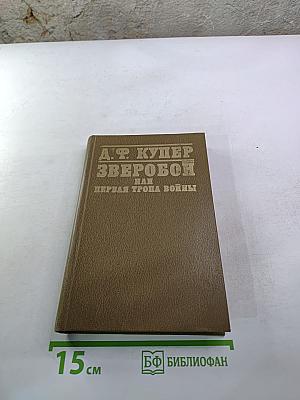 Д.Ф. КУПЕР
ЗВЕРОБОЙ
ИЛИ
ПЕРВАЯ ТРОПА ВОЙНЫ
15 см
БФ БИБЛИОФАН